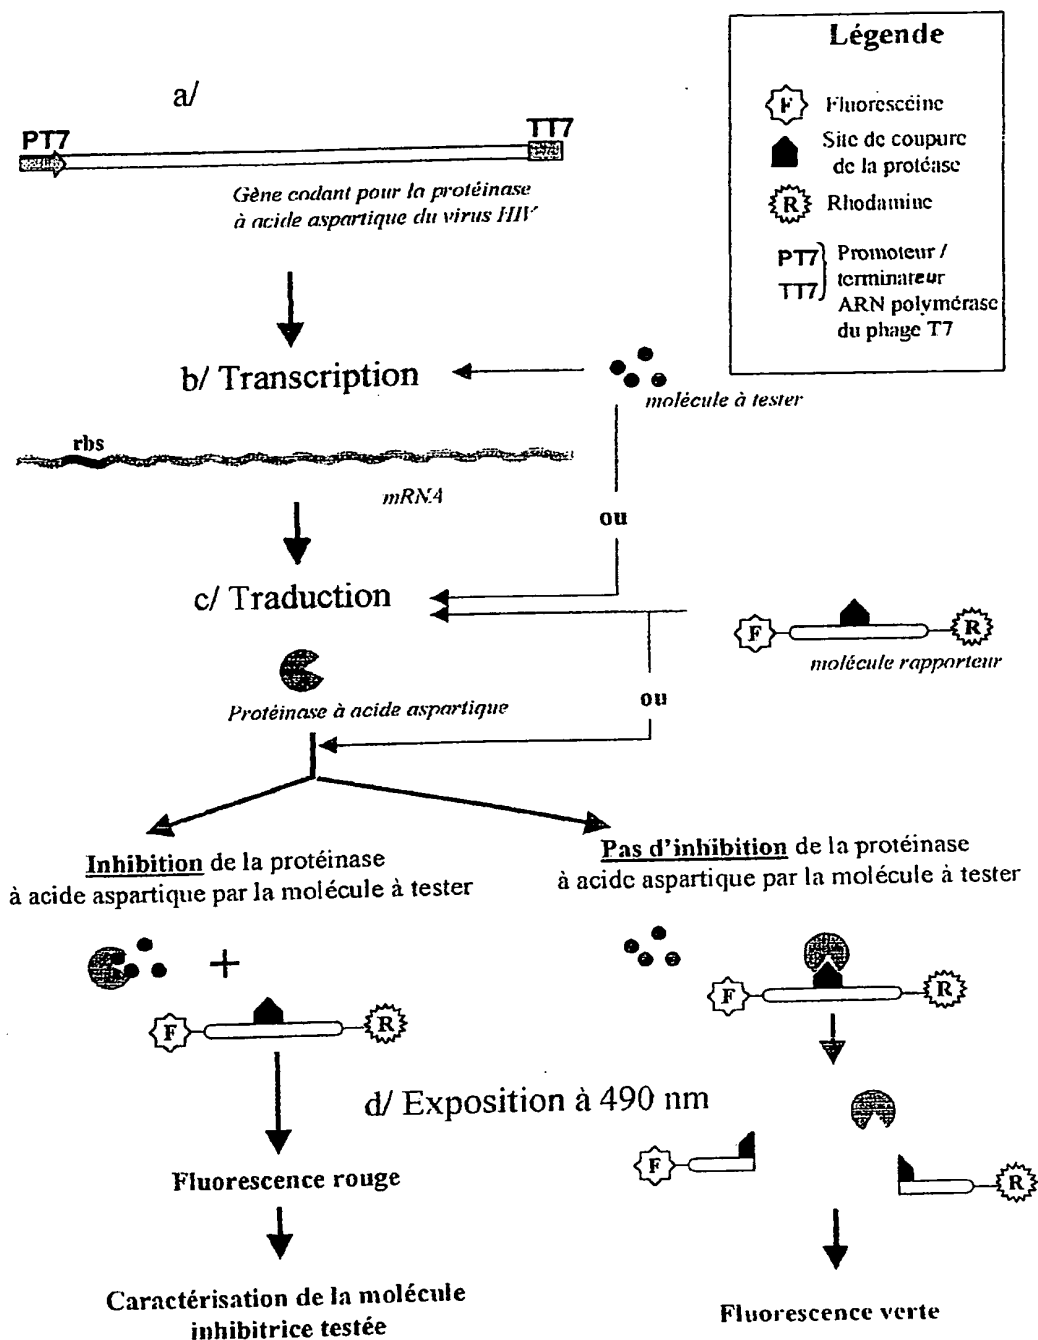 Légende
F Fluorescéine
Site de coupure
de la protéase
R Rhodamine
PT7
TT7
Promoteur /
terminateur
ARN polymérase
du phage T7
a/
PT7
TT7
Gène codant pour la protéinase
à acide aspartique du virus HIV
b/ Transcription
molécule à tester
rbs
mRNA
ou
c/ Traduction
F
R
molécule rapporteur
Protéinase à acide aspartique
ou
Inhibition de la protéinase
à acide aspartique par la molécule à tester
Pas d'inhibition de la protéinase
à acide aspartique par la molécule à tester
+
F
R
F
R
d/ Exposition à 490 nm
F
R
Fluorescence rouge
Caractérisation de la molécule
inhibitrice testée
Fluorescence verte